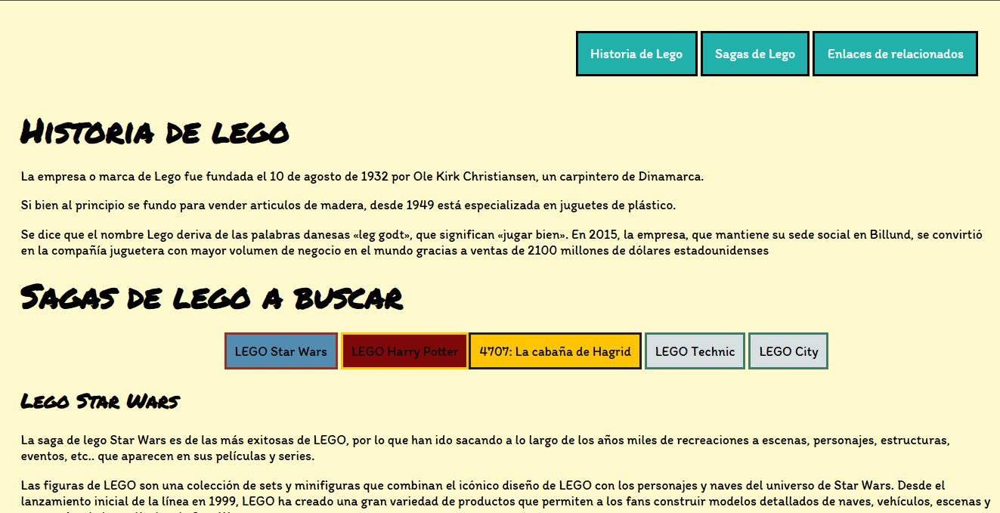 Historia de Lego
Sagas de Lego
Enlaces de relacionados
Historia de lego
La empresa o marca de Lego fue fundada el 10 de agosto de 1932 por Ole Kirk Christiansen, un carpintero de Dinamarca.
Si bien al principio se fundo para vender articulos de madera, desde 1949 está especializada en juguetes de plástico.
Se dice que el nombre Lego deriva de las palabras danesas «leg godt», que significan «jugar bien». En 2015, la empresa, que mantiene su sede social en Billund, se convirtió
en la compañía juguetera con mayor volumen de negocio en el mundo gracias a ventas de 2100 millones de dólares estadounidenses
Sagas de lego a buscar
LEGO Star Wars
LEGO Harry Potter
4707: La cabaña de Hagrid
LEGO Technic
LEGO City
Lego Star Wars
La saga de lego Star Wars es de las más exitosas de LEGO, por lo que han ido sacando a lo largo de los años miles de recreaciones a escenas, personajes, estructuras,
eventos, etc.. que aparecen en sus películas y series.
Las figuras de LEGO son una colección de sets y minifiguras que combinan el icónico diseño de LEGO con los personajes y naves del universo de Star Wars. Desde el
lanzamiento inicial de la línea en 1999, LEGO ha creado una gran variedad de productos que permiten a los fans construir modelos detallados de naves, vehículos, escenas y